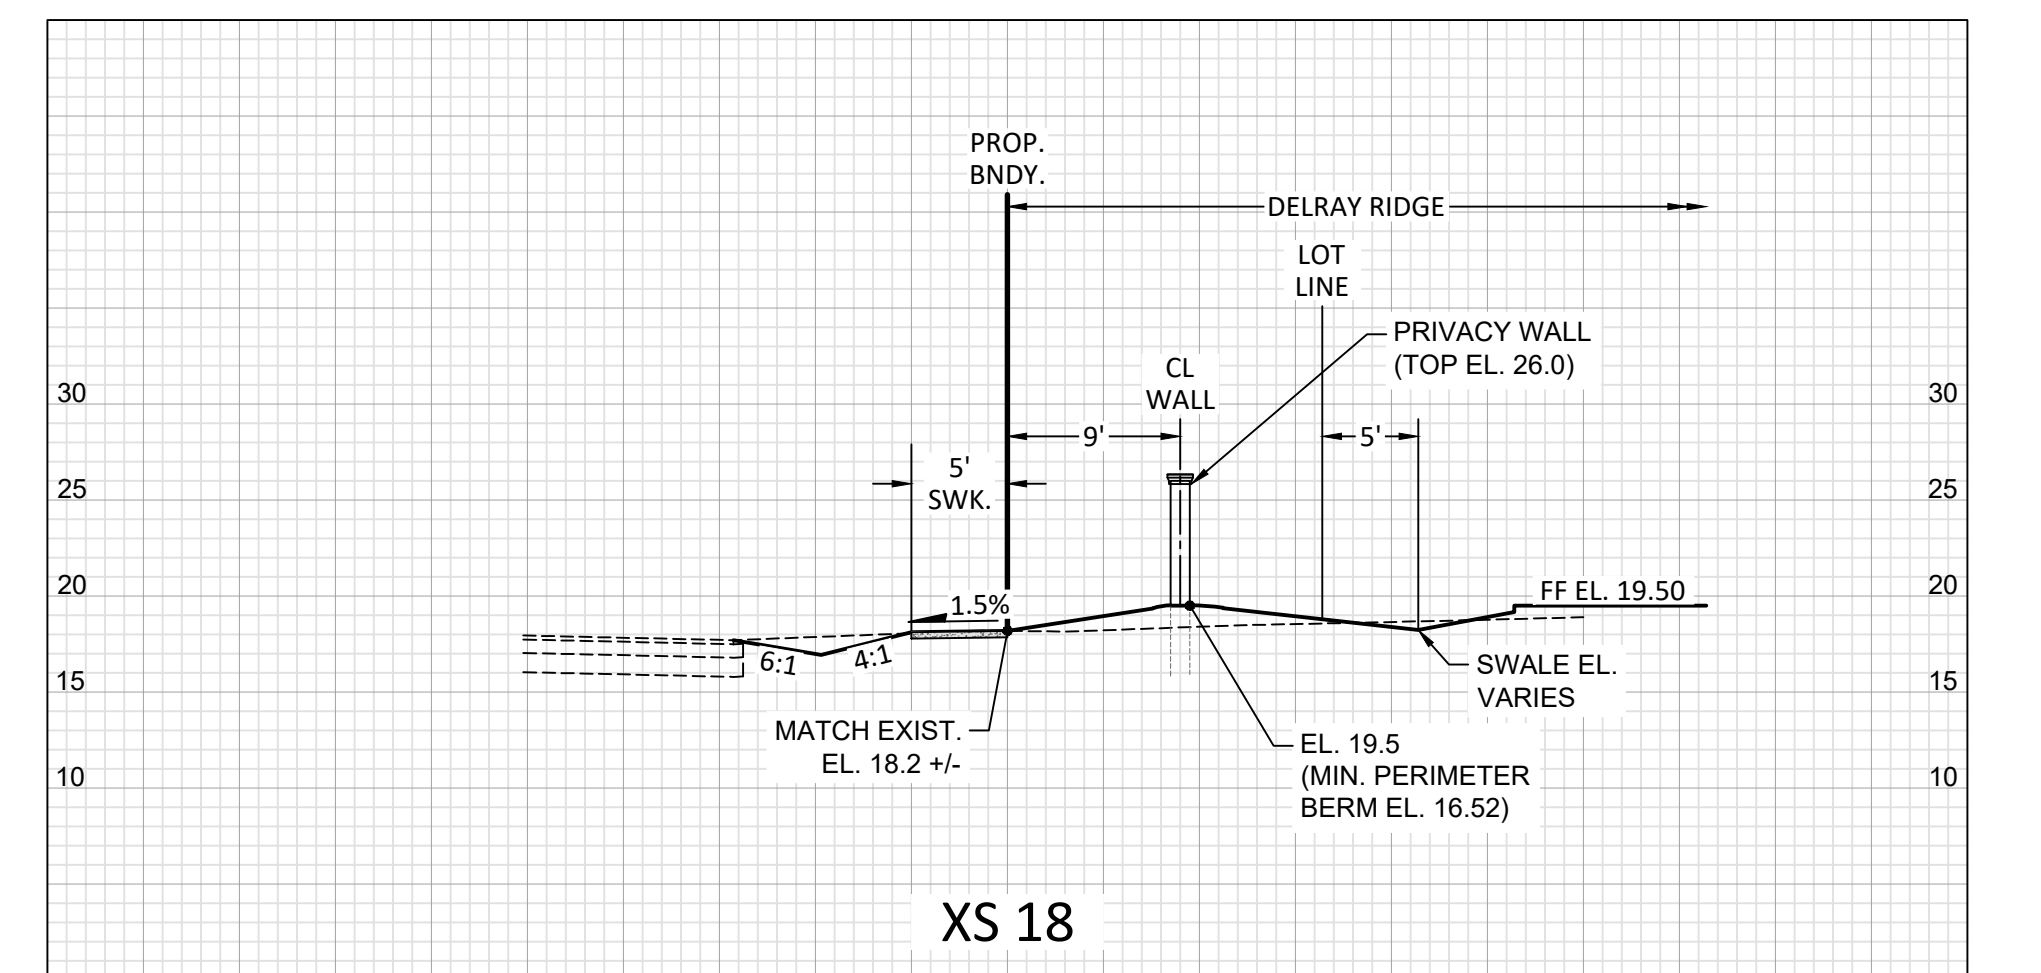 PROP.
BNDY.
DELRAY RIDGE
LOT
LINE
PRIVACY WALL
(TOP EL. 26.0)
CL
WALL
30
30
9'
5'
5'
SWK.
25
25
20
20
1.5%
FF EL. 19.50
6:1
4:1
15
15
SWALE EL.
VARIES
MATCH EXIST.
EL. 18.2 +/-
EL. 19.5
(MIN. PERIMETER
BERM EL. 16.52)
10
10
XS 18